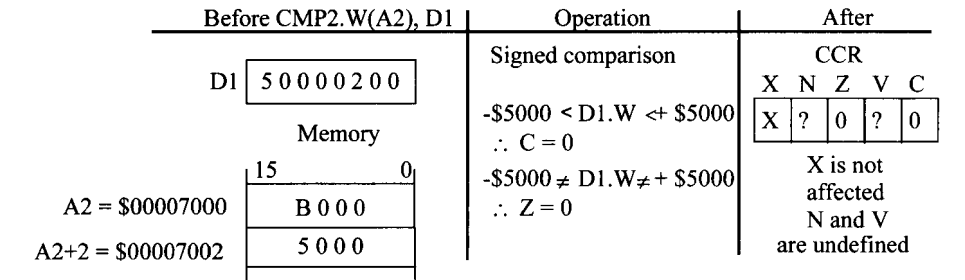 Before CMP2.W(A2), D1
Operation
After
D1 50000200
Memory
15 0
A2 = $00007000 B000
A2+2 = $00007002 5000
Signed comparison
-$5000 < D1.W <+ $5000
∴ C = 0
-$5000 ≠ D1.W≠+ $5000
∴ Z = 0
CCR
X N Z V C
X ? 0 ? 0
X is not
affected
N and V
are undefined